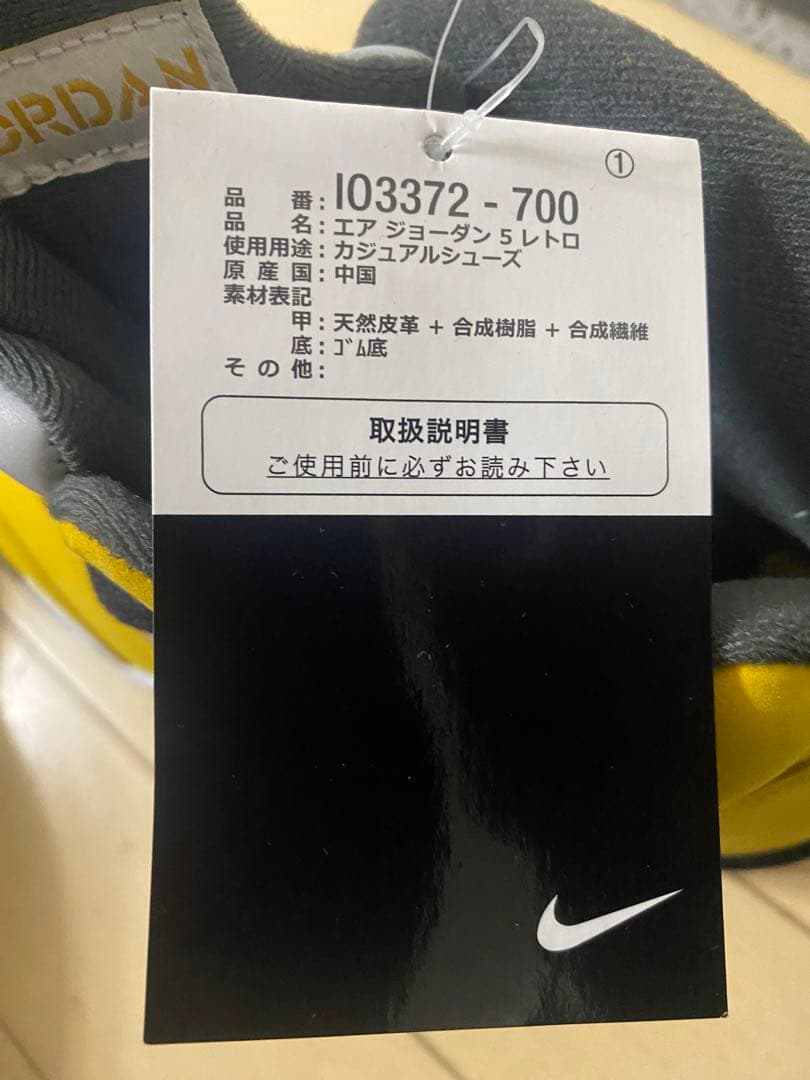 ORDAN
①
品 番 : IO3372 - 700
品 名 : エア ジョーダン 5 レトロ
使用用途 : カジュアルシューズ
原 産 国 : 中国
素材表記
甲 : 天然皮革 + 合成樹脂 + 合成繊維
底 : ｺﾞﾑ底
そ の 他 :
取扱説明書
ご使用前に必ずお読み下さい